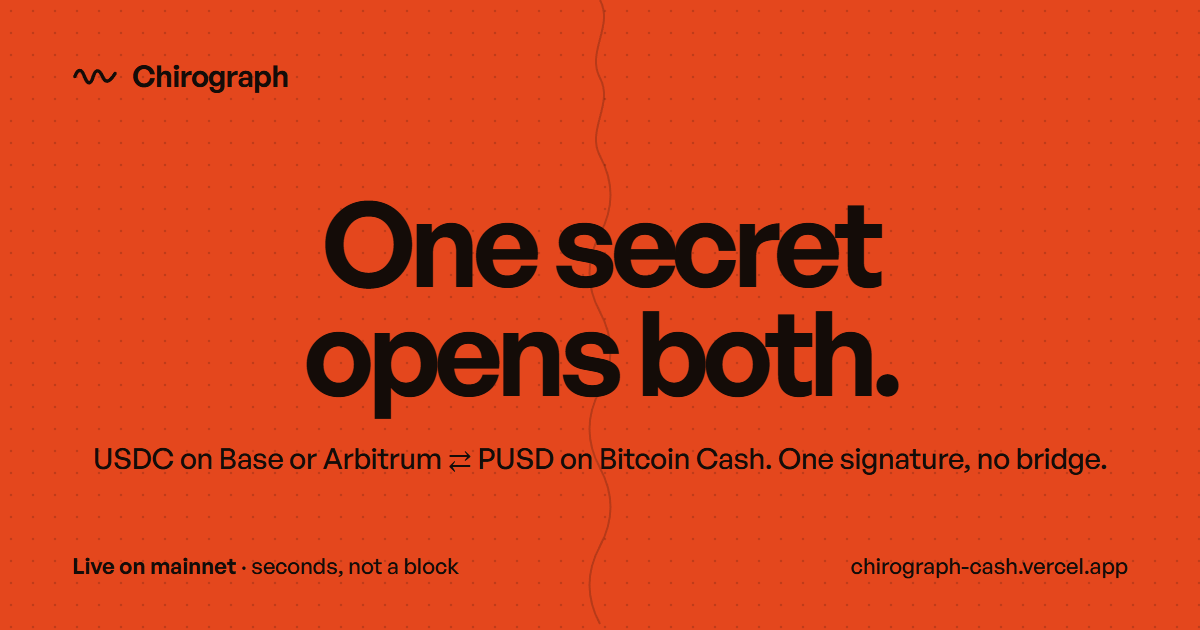 Chirograph
One secret
opens both.
USDC on Base or Arbitrum ⇄ PUSD on Bitcoin Cash. One signature, no bridge.
Live on mainnet · seconds, not a block
chirograph-cash.vercel.app